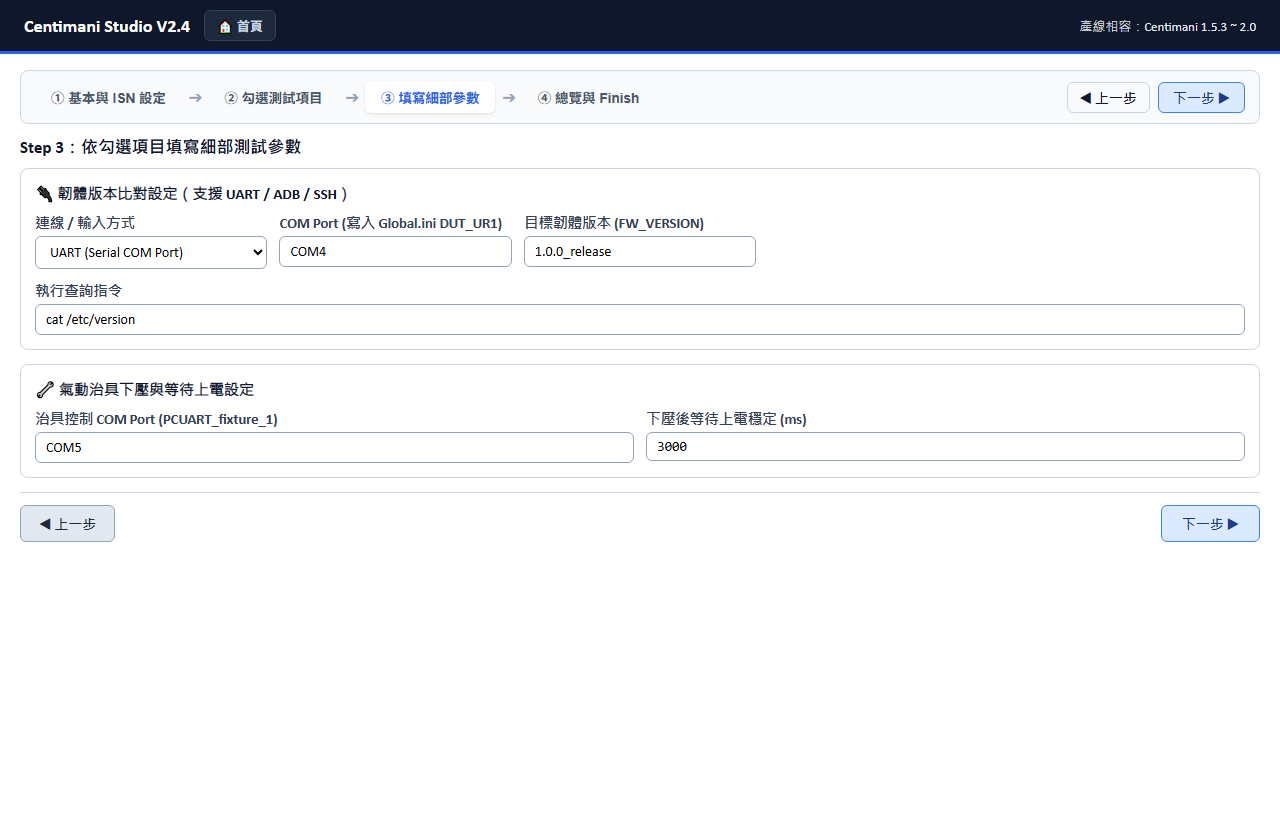 Centimani Studio V2.4
🏠 首頁
產線相容：Centimani 1.5.3 ~ 2.0
① 基本與 ISN 設定 → ② 勾選測試項目 → ③ 填寫細部參數 → ④ 總覽與 Finish
◀ 上一步
下一步 ▶
Step 3：依勾選項目填寫細部測試參數
韌體版本比對設定（支援 UART / ADB / SSH）
連線 / 輸入方式
COM Port (寫入 Global.ini DUT_UR1)
目標韌體版本 (FW_VERSION)
UART (Serial COM Port)
COM4
1.0.0_release
執行查詢指令
cat /etc/version
氣動治具下壓與等待上電設定
治具控制 COM Port (PCUART_fixture_1)
下壓後等待上電穩定 (ms)
COM5
3000
◀ 上一步
下一步 ▶